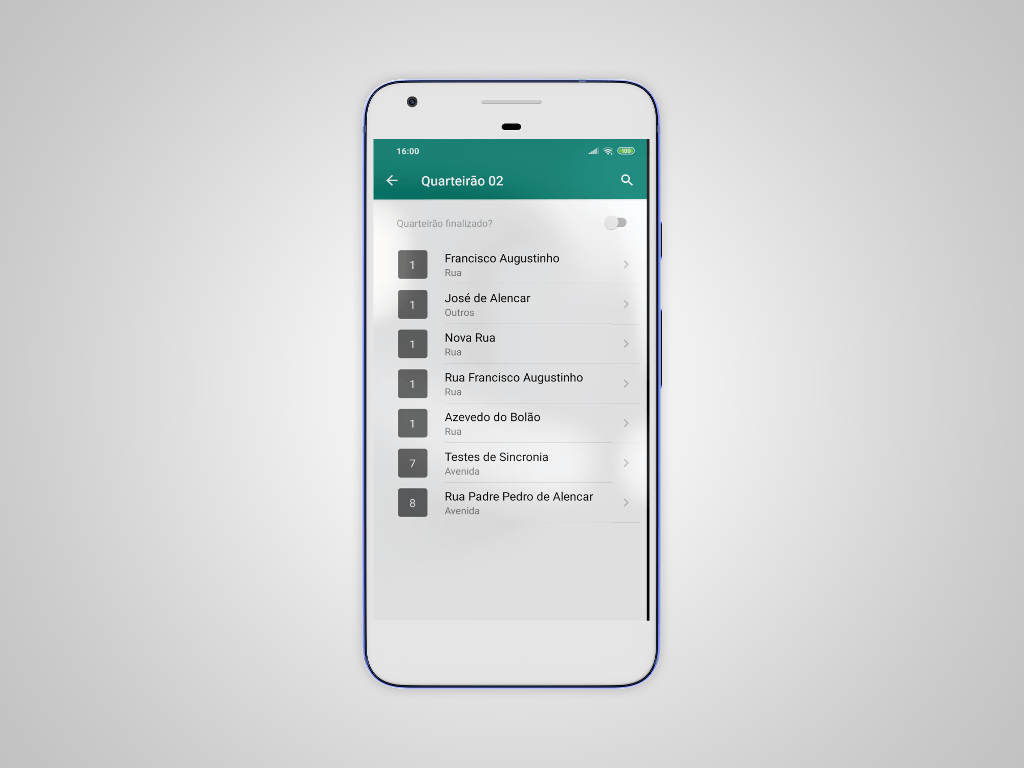 16:00
100
Quarteirão 02
Quarteirão finalizado?
1
Francisco Augustinho
Rua
1
José de Alencar
Outros
1
Nova Rua
Rua
1
Rua Francisco Augustinho
Rua
1
Azevedo do Bolão
Rua
7
Testes de Sincronia
Avenida
8
Rua Padre Pedro de Alencar
Avenida